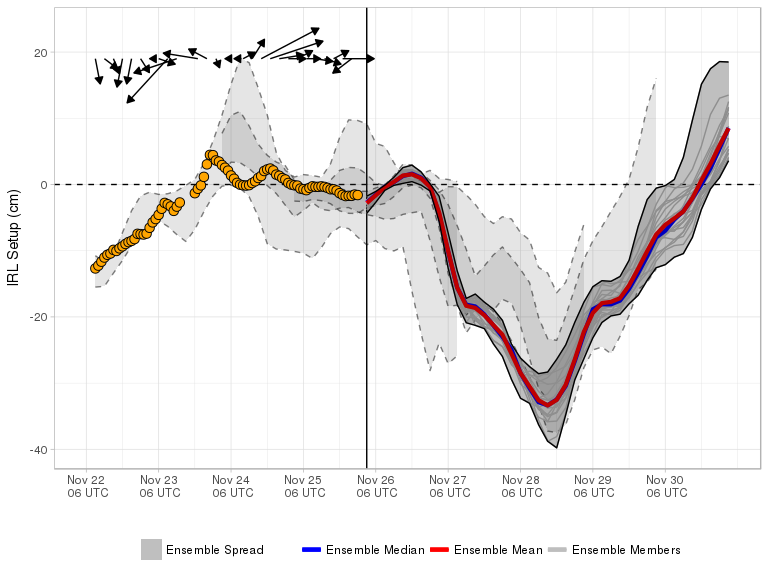 IRL Setup (cm)
20
0
-20
-40
Nov 22 Nov 23 Nov 24 Nov 25 Nov 26 Nov 27 Nov 28 Nov 29 Nov 30
06 UTC 06 UTC 06 UTC 06 UTC 06 UTC 06 UTC 06 UTC 06 UTC 06 UTC
Ensemble Spread Ensemble Median Ensemble Mean Ensemble Members